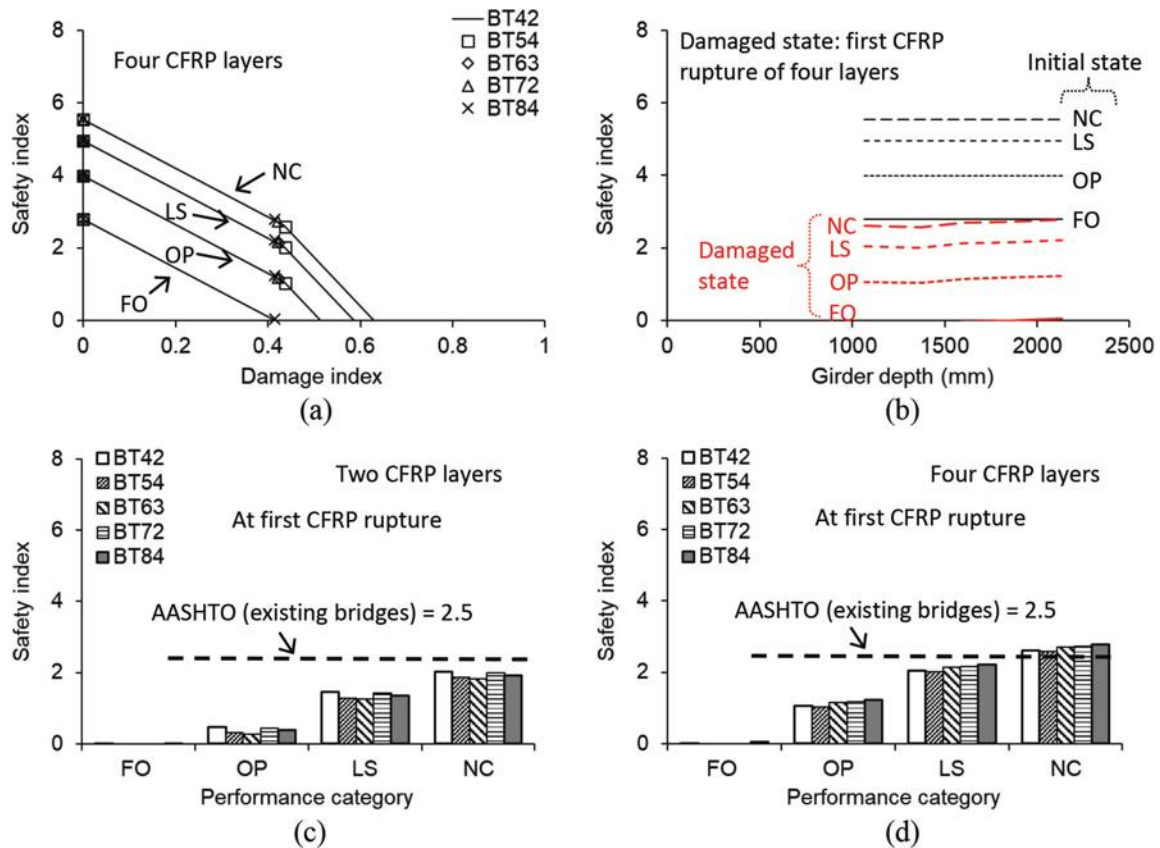 8
6
4
2
0
Safety index
Four CFRP layers
BT42
BT54
BT63
BT72
BT84
NC
LS
OP
FO
0 0.2 0.4 0.6 0.8 1
Damage index
(a)
8
6
4
2
0
Safety index
Damaged state: first CFRP
rupture of four layers
Initial state
NC
LS
OP
FO
Damaged
state
NC
LS
OP
FO
0 500 1000 1500 2000 2500
Girder depth (mm)
(b)
8
6
4
2
0
Safety index
BT42
BT54
BT63
BT72
BT84
Two CFRP layers
At first CFRP rupture
AASHTO (existing bridges) = 2.5
FO OP LS NC
Performance category
(c)
8
6
4
2
0
Safety index
BT42
BT54
BT63
BT72
BT84
Four CFRP layers
At first CFRP rupture
AASHTO (existing bridges) = 2.5
FO OP LS NC
Performance category
(d)